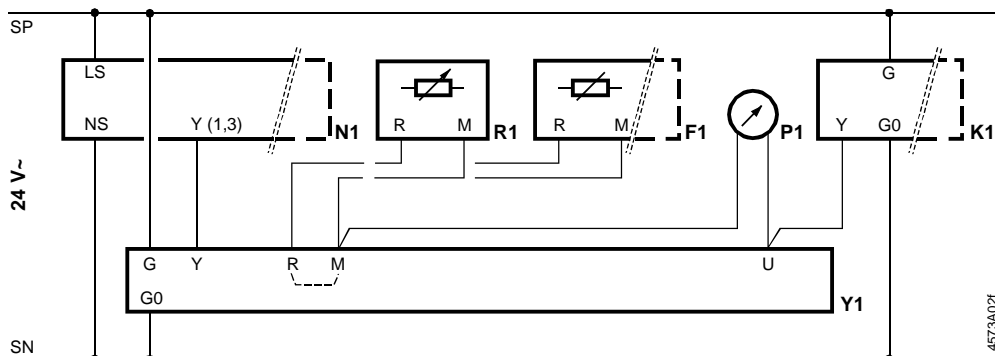 SP
LS
G
NS
Y (1,3)
N1
R
M
R1
R
M
F1
P1
Y
G0
K1
24 V~
G
Y
R
M
U
G0
Y1
SN
4573A02f